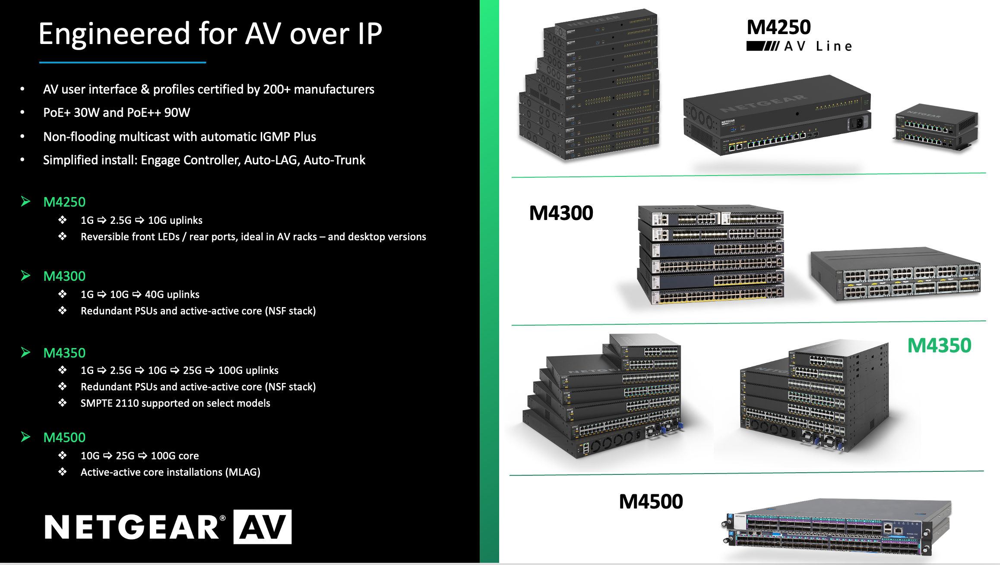 Engineered for AV over IP
• AV user interface & profiles certified by 200+ manufacturers
• PoE+ 30W and PoE++ 90W
• Non-flooding multicast with automatic IGMP Plus
• Simplified install: Engage Controller, Auto-LAG, Auto-Trunk
➢ M4250
❖ 1G ⇨ 2.5G ⇨ 10G uplinks
❖ Reversible front LEDs / rear ports, ideal in AV racks – and desktop versions
➢ M4300
❖ 1G ⇨ 10G ⇨ 40G uplinks
❖ Redundant PSUs and active-active core (NSF stack)
➢ M4350
❖ 1G ⇨ 2.5G ⇨ 10G ⇨ 25G ⇨ 100G uplinks
❖ Redundant PSUs and active-active core (NSF stack)
❖ SMPTE 2110 supported on select models
➢ M4500
❖ 10G ⇨ 25G ⇨ 100G core
❖ Active-active core installations (MLAG)
NETGEAR® AV
M4250
AV Line
NETGEAR
NETGEAR
NETGEAR
NETGEAR
M4300
M4350
M4500
NETGEAR